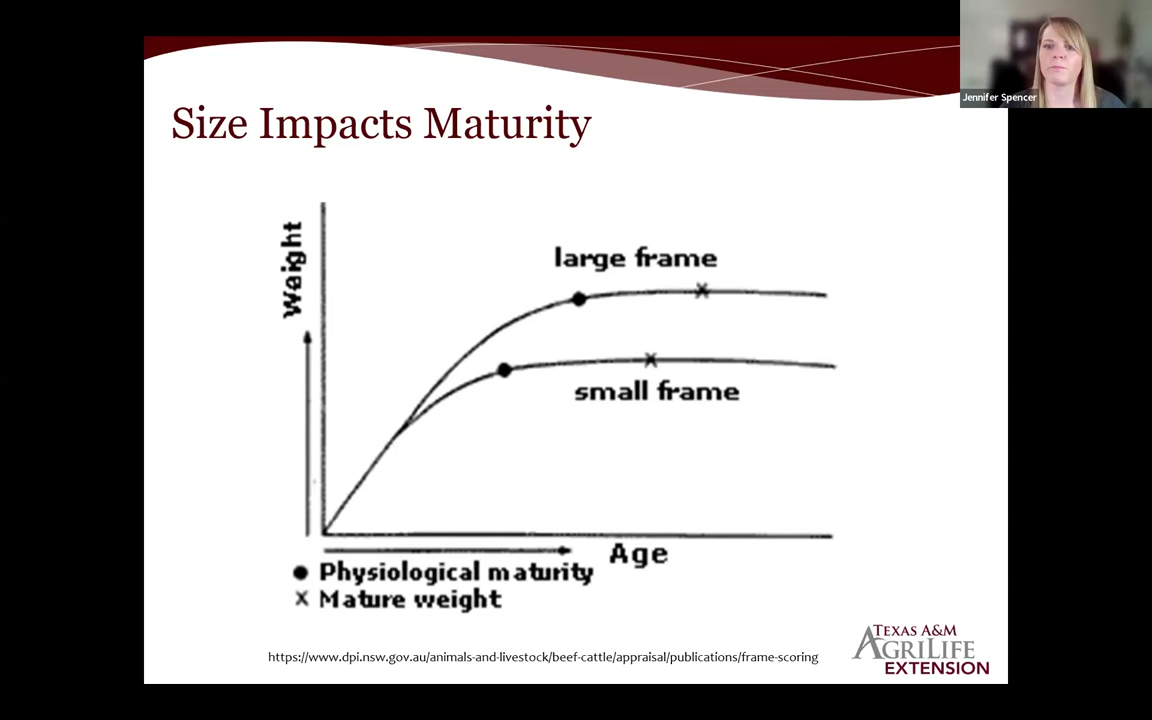 Jennifer Spencer
Size Impacts Maturity
Weight
large frame
small frame
Age
● Physiological maturity
x Mature weight
https://www.dpi.nsw.gov.au/animals-and-livestock/beef-cattle/appraisal/publications/frame-scoring
TEXAS A&M
AGRILIFE
EXTENSION